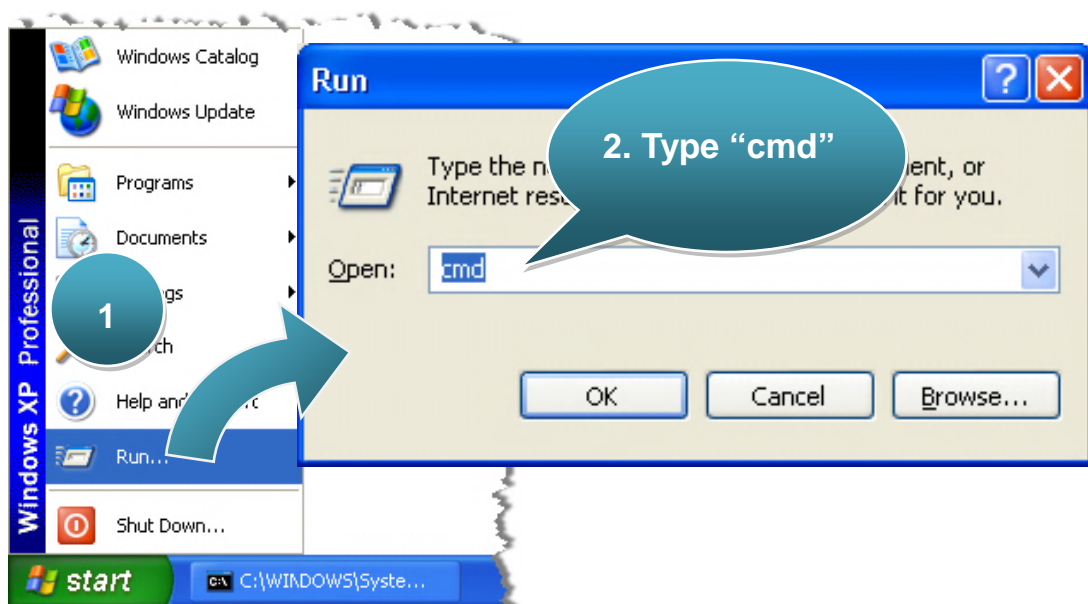 Windows Catalog
Windows Update
Programs
Documents
gs
1
ch
Help and
Run...
Shut Down...
Windows XP Professional
start
C:\WINDOWS\Syste...
Run
2. Type “cmd”
Type the n ent, or
Internet res it for you.
Open:
cmd
OK
Cancel
Browse...